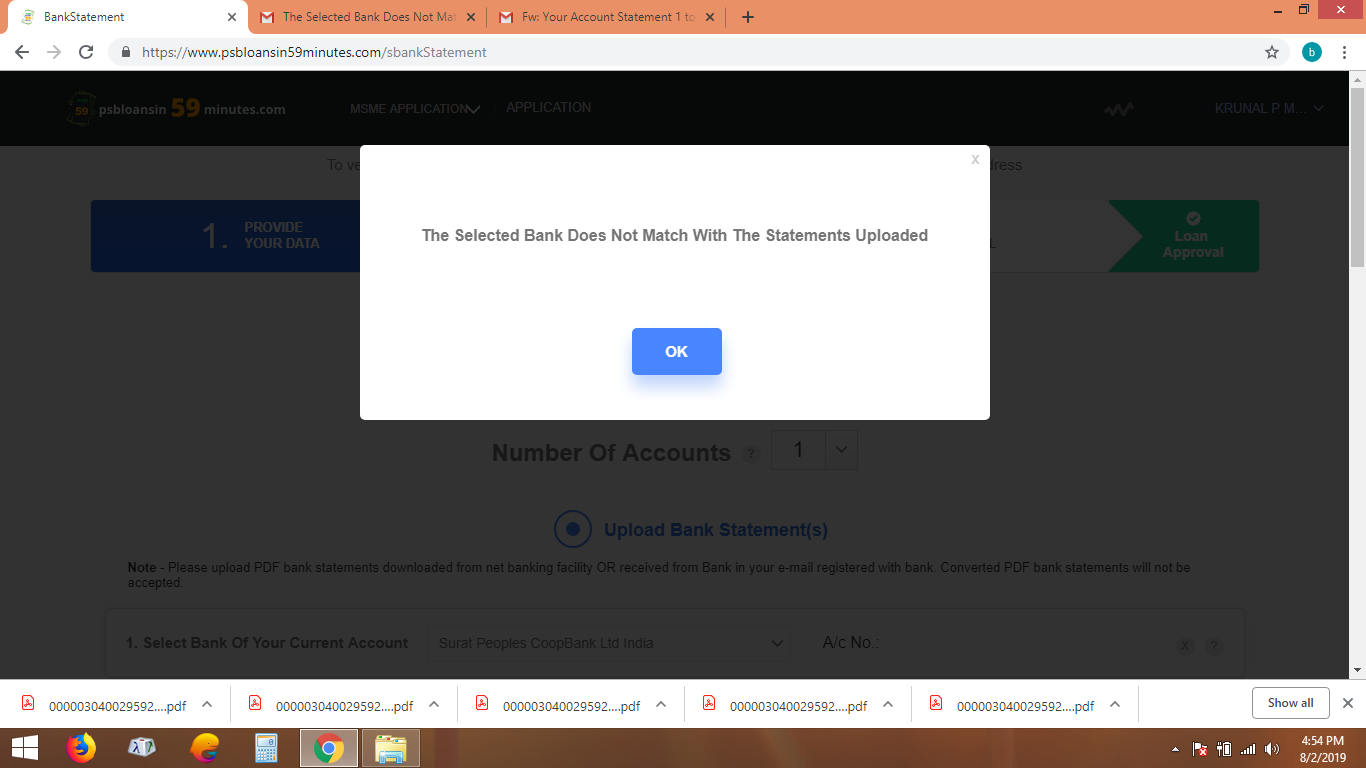 BankStatement
The Selected Bank Does Not Mat
Fw: Your Account Statement 1 to
https://www.psbloansin59minutes.com/sbankStatement
b
59 psbloansin 59 minutes.com
MSME APPLICATION
APPLICATION
KRUNAL P M...
To ve
dress
X
1. PROVIDE
YOUR DATA
The Selected Bank Does Not Match With The Statements Uploaded
Loan
Approval
OK
Number Of Accounts ? 1
Upload Bank Statement(s)
Note - Please upload PDF bank statements downloaded from net banking facility OR received from Bank in your e-mail registered with bank. Converted PDF bank statements will not be
accepted.
1. Select Bank Of Your Current Account
Surat Peoples CoopBank Ltd India
A/c No.:
X ?
000003040029592....pdf
000003040029592....pdf
000003040029592....pdf
000003040029592....pdf
000003040029592....pdf
Show all
4:54 PM
8/2/2019